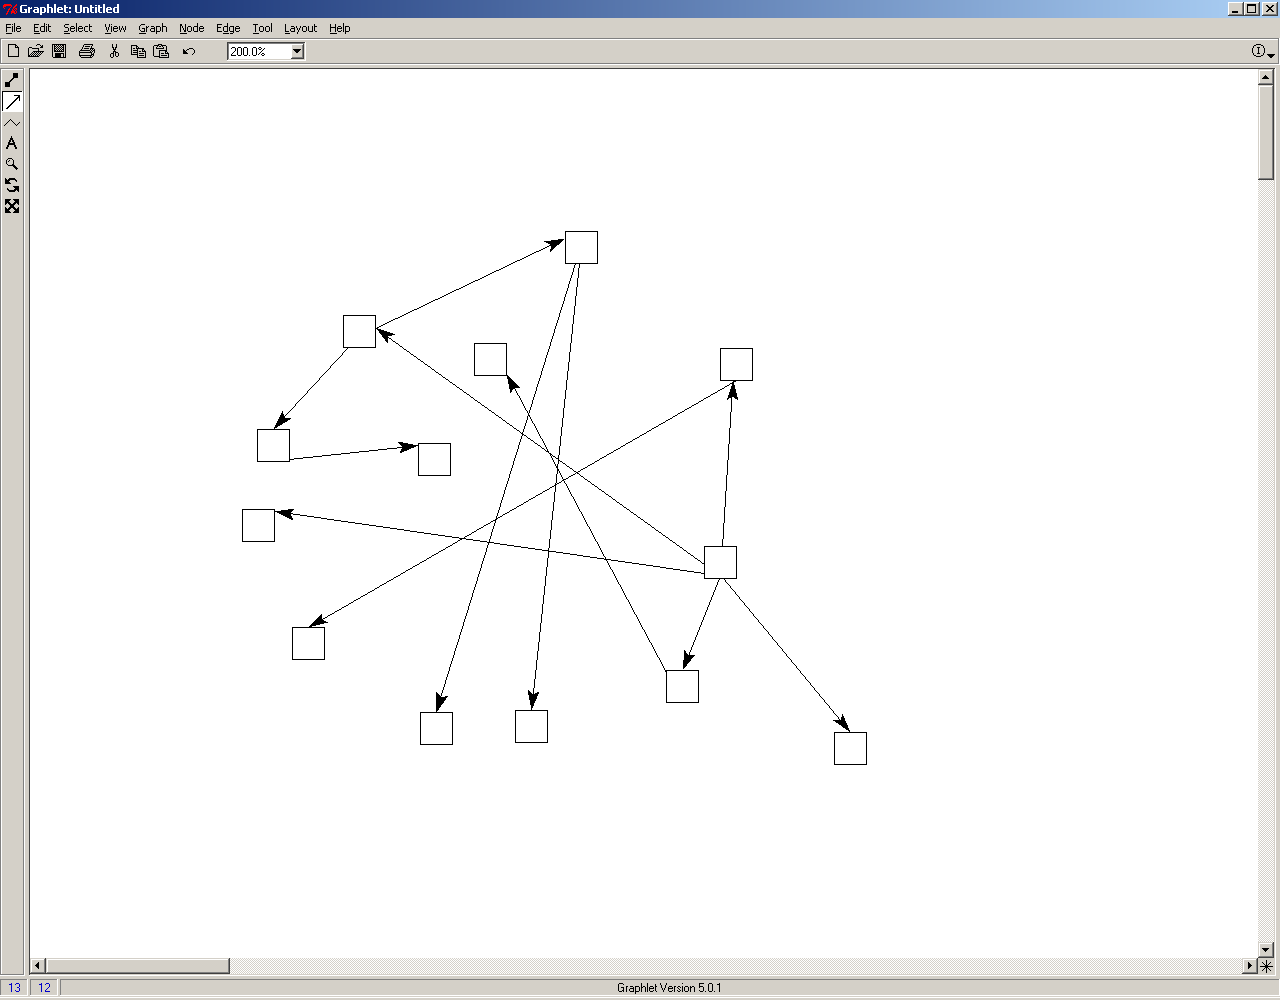 Graphlet: Untitled
File Edit Select View Graph Node Edge Tool Layout Help
200.0%
A
13 12 Graphlet Version 5.0.1